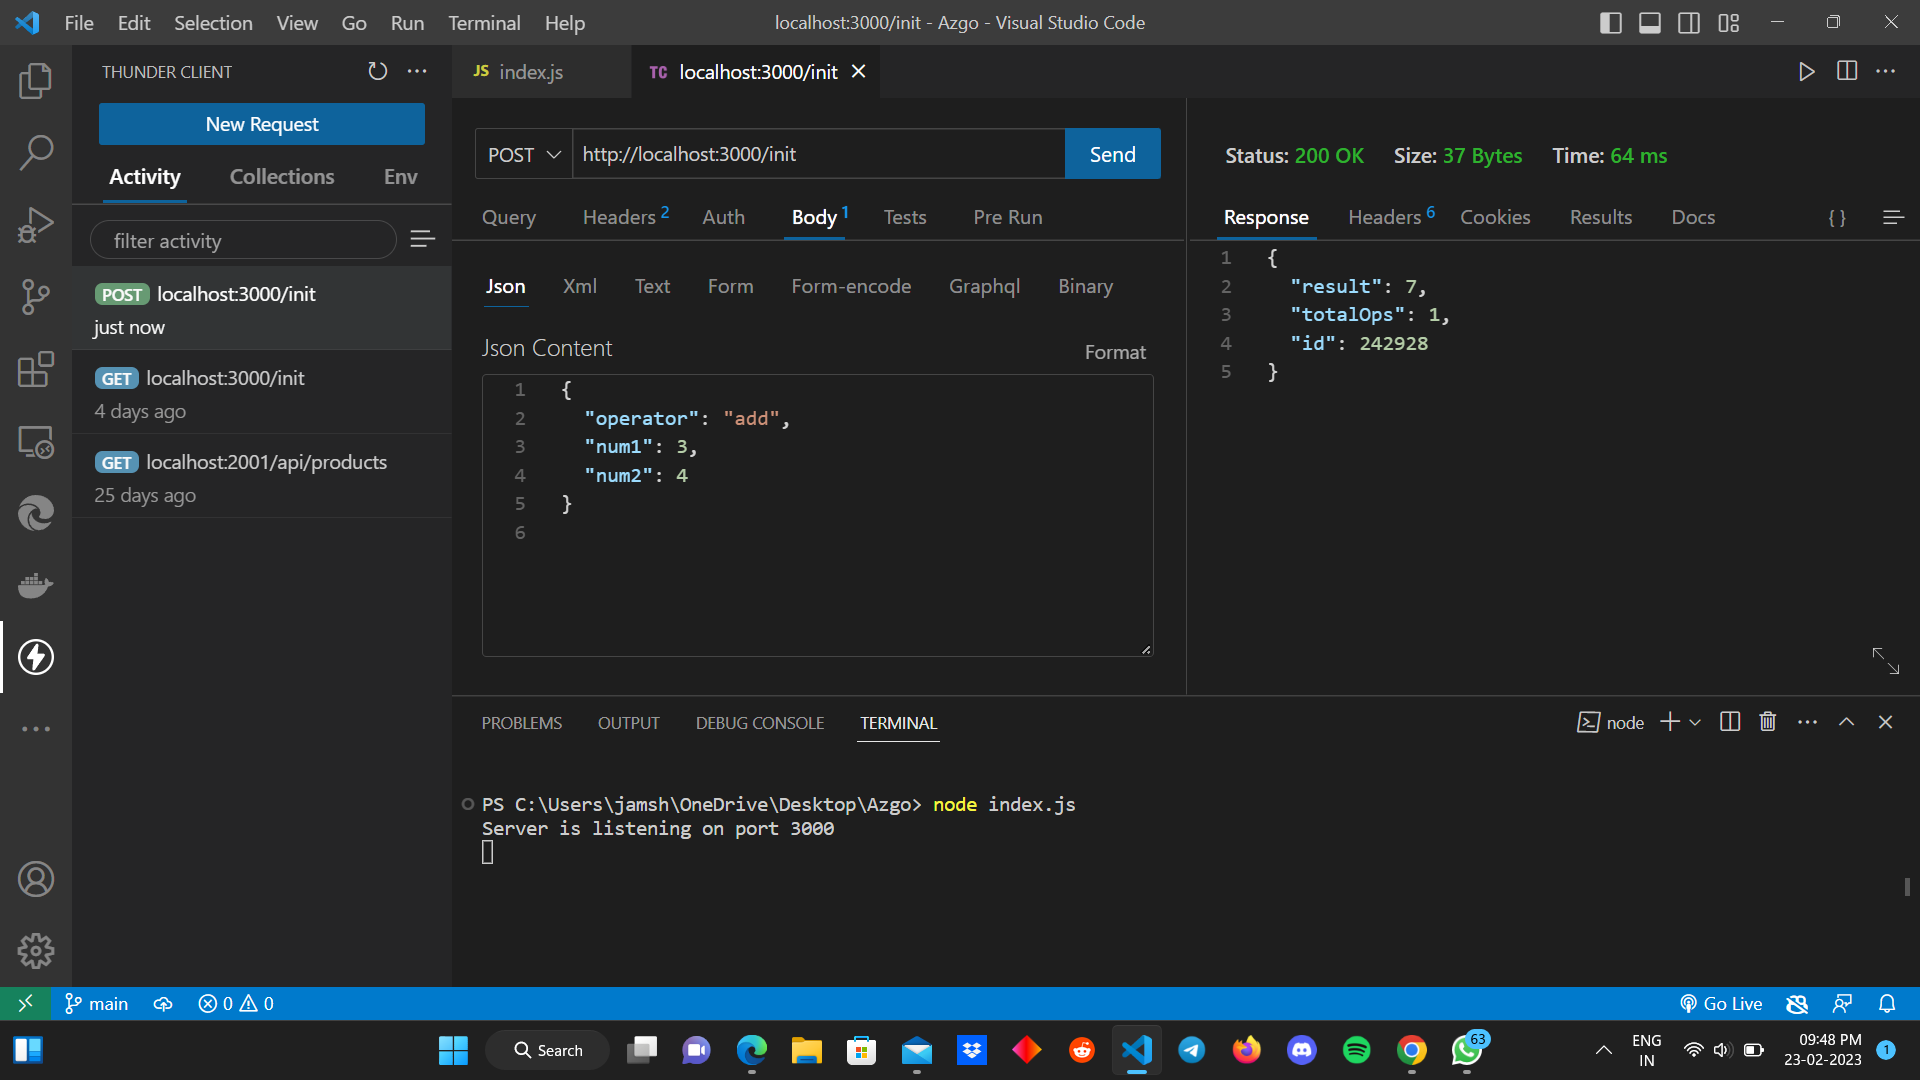 File Edit Selection View Go Run Terminal Help
localhost:3000/init - Azgo - Visual Studio Code
THUNDER CLIENT
New Request
Activity Collections Env
filter activity
POST localhost:3000/init
just now
GET localhost:3000/init
4 days ago
GET localhost:2001/api/products
25 days ago
JS index.js
TC localhost:3000/init
POST http://localhost:3000/init Send
Query Headers 2 Auth Body 1 Tests Pre Run
Json Xml Text Form Form-encode Graphql Binary
Json Content
Format
1 {
2 "operator": "add",
3 "num1": 3,
4 "num2": 4
5 }
6
Status: 200 OK Size: 37 Bytes Time: 64 ms
Response Headers 6 Cookies Results Docs { }
1 {
2 "result": 7,
3 "totalOps": 1,
4 "id": 242928
5 }
PROBLEMS OUTPUT DEBUG CONSOLE TERMINAL
node
PS C:\Users\jamsh\OneDrive\Desktop\Azgo> node index.js
Server is listening on port 3000
main 0 0
Go Live
Search
63
ENG
IN
09:48 PM
23-02-2023
1